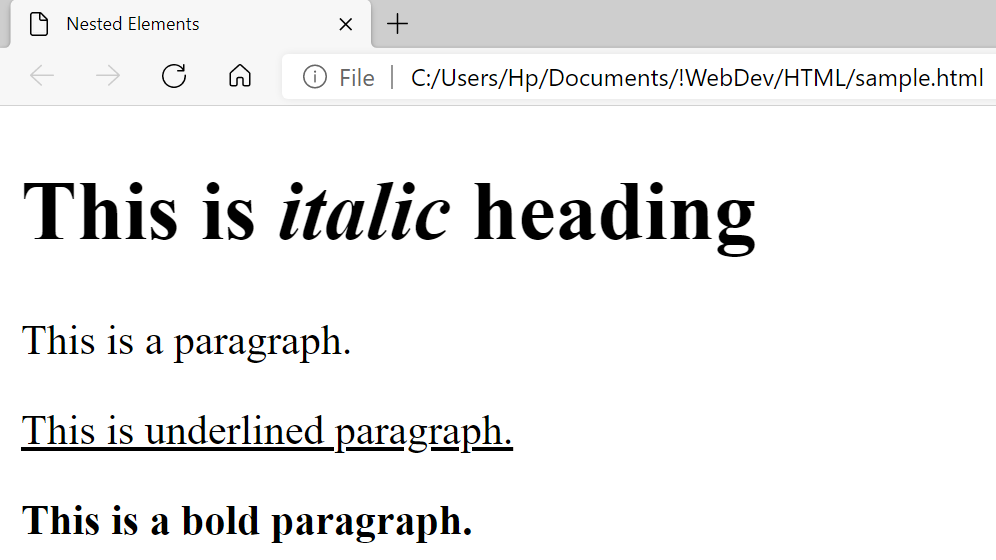 Nested Elements
File | C:/Users/Hp/Documents/!WebDev/HTML/sample.html
This is italic heading
This is a paragraph.
This is underlined paragraph.
This is a bold paragraph.